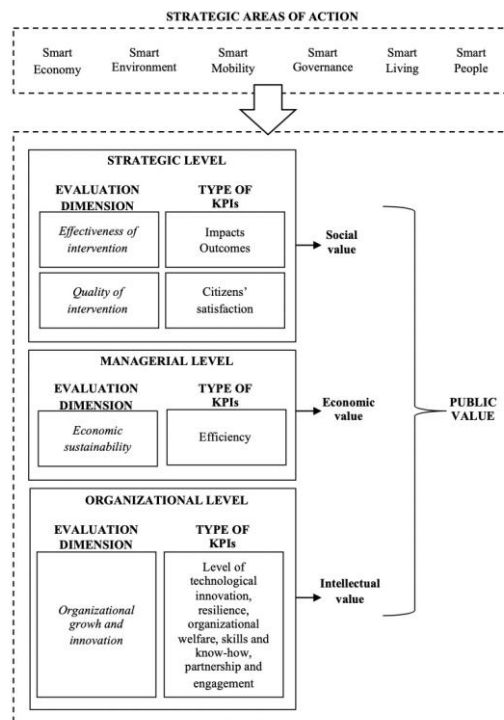 STRATEGIC AREAS OF ACTION
Smart Economy
Smart Environment
Smart Mobility
Smart Governance
Smart Living
Smart People
STRATEGIC LEVEL
EVALUATION DIMENSION
TYPE OF KPIs
Effectiveness of intervention
Impacts
Outcomes
Quality of intervention
Citizens’ satisfaction
Social value
MANAGERIAL LEVEL
EVALUATION DIMENSION
TYPE OF KPIs
Economic sustainability
Efficiency
Economic value
ORGANIZATIONAL LEVEL
EVALUATION DIMENSION
TYPE OF KPIs
Organizational growth and innovation
Level of
technological
innovation,
resilience,
organizational
welfare, skills and
know-how,
partnership and
engagement
Intellectual value
PUBLIC VALUE